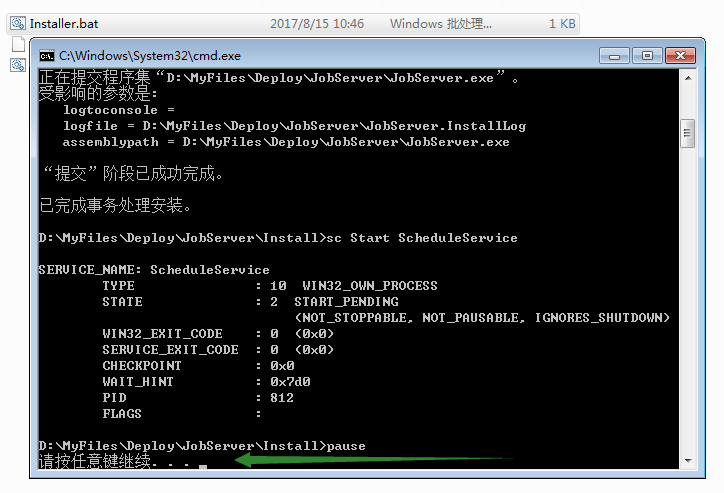 Installer.bat 2017/8/15 10:46 Windows 批处理... 1 KB
C:\Windows\System32\cmd.exe
正在提交程序集“D:\MyFiles\Deploy\JobServer\JobServer.exe”。
受影响的参数是:
logtoconsole =
logfile = D:\MyFiles\Deploy\JobServer\JobServer.InstallLog
assemblypath = D:\MyFiles\Deploy\JobServer\JobServer.exe
“提交”阶段已成功完成。
已完成事务处理安装。
D:\MyFiles\Deploy\JobServer\Install>sc Start ScheduleService
SERVICE_NAME: ScheduleService
TYPE : 10 WIN32_OWN_PROCESS
STATE : 2 START_PENDING
(NOT_STOPPABLE, NOT_PAUSABLE, IGNORES_SHUTDOWN)
WIN32_EXIT_CODE : 0 (0x0)
SERVICE_EXIT_CODE : 0 (0x0)
CHECKPOINT : 0x0
WAIT_HINT : 0x7d0
PID : 812
FLAGS :
D:\MyFiles\Deploy\JobServer\Install>pause
请按任意键继续. . .